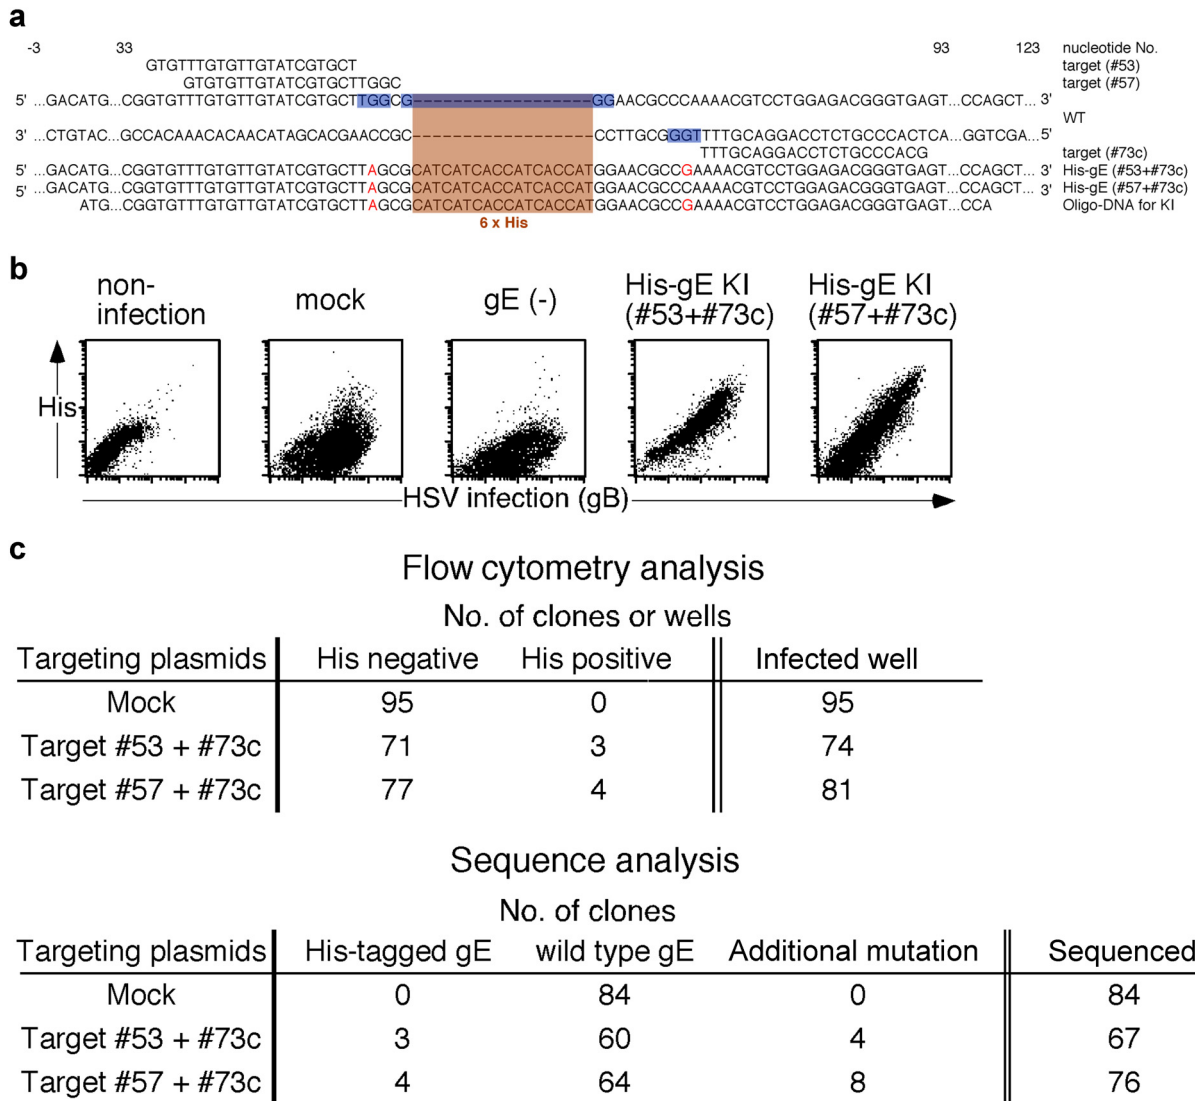 a
-3 33 93 123 nucleotide No.
GTGTTTGTGTTGTATCGTGCT target (#53)
GTGTGTTGTATCGTGCTTGGC target (#57)
5' ...GACATG...CGGTGTTTGTGTTGTATCGTGCTTGGCG------------------GGAACGCCCAAAACGTCCTGGAGACGGGTGAGT...CCAGCT... 3'
WT
3' ...CTGTAC...GCCACAAACACAACATAGCACGAACCGC------------------CCTTGCGGGTTTTGCAGGACCTCTGCCCACTCA...GGTCGA...5'
TTTGCAGGACCTCTGCCCACG target (#73c)
5' ...GACATG...CGGTGTTTGTGTTGTATCGTGCTTAGCGCATCATCACCATCACCATGGAACGCCGAAAACGTCCTGGAGACGGGTGAGT...CCAGCT... 3' His-gE (#53+#73c)
5' ...GACATG...CGGTGTTTGTGTTGTATCGTGCTTAGCGCATCATCACCATCACCATGGAACGCCCAAAACGTCCTGGAGACGGGTGAGT...CCAGCT... 3' His-gE (#57+#73c)
ATG...CGGTGTTTGTGTTGTATCGTGCTTAGCGCATCATCACCATCACCATGGAACGCCGAAAACGTCCTGGAGACGGGTGAGT...CCA Oligo-DNA for KI
6 x His
b
non-infection mock gE (-) His-gE KI (#53+#73c) His-gE KI (#57+#73c)
His
HSV infection (gB)
c
Flow cytometry analysis
No. of clones or wells
Targeting plasmids His negative His positive Infected well
Mock 95 0 95
Target #53 + #73c 71 3 74
Target #57 + #73c 77 4 81
Sequence analysis
No. of clones
Targeting plasmids His-tagged gE wild type gE Additional mutation Sequenced
Mock 0 84 0 84
Target #53 + #73c 3 60 4 67
Target #57 + #73c 4 64 8 76